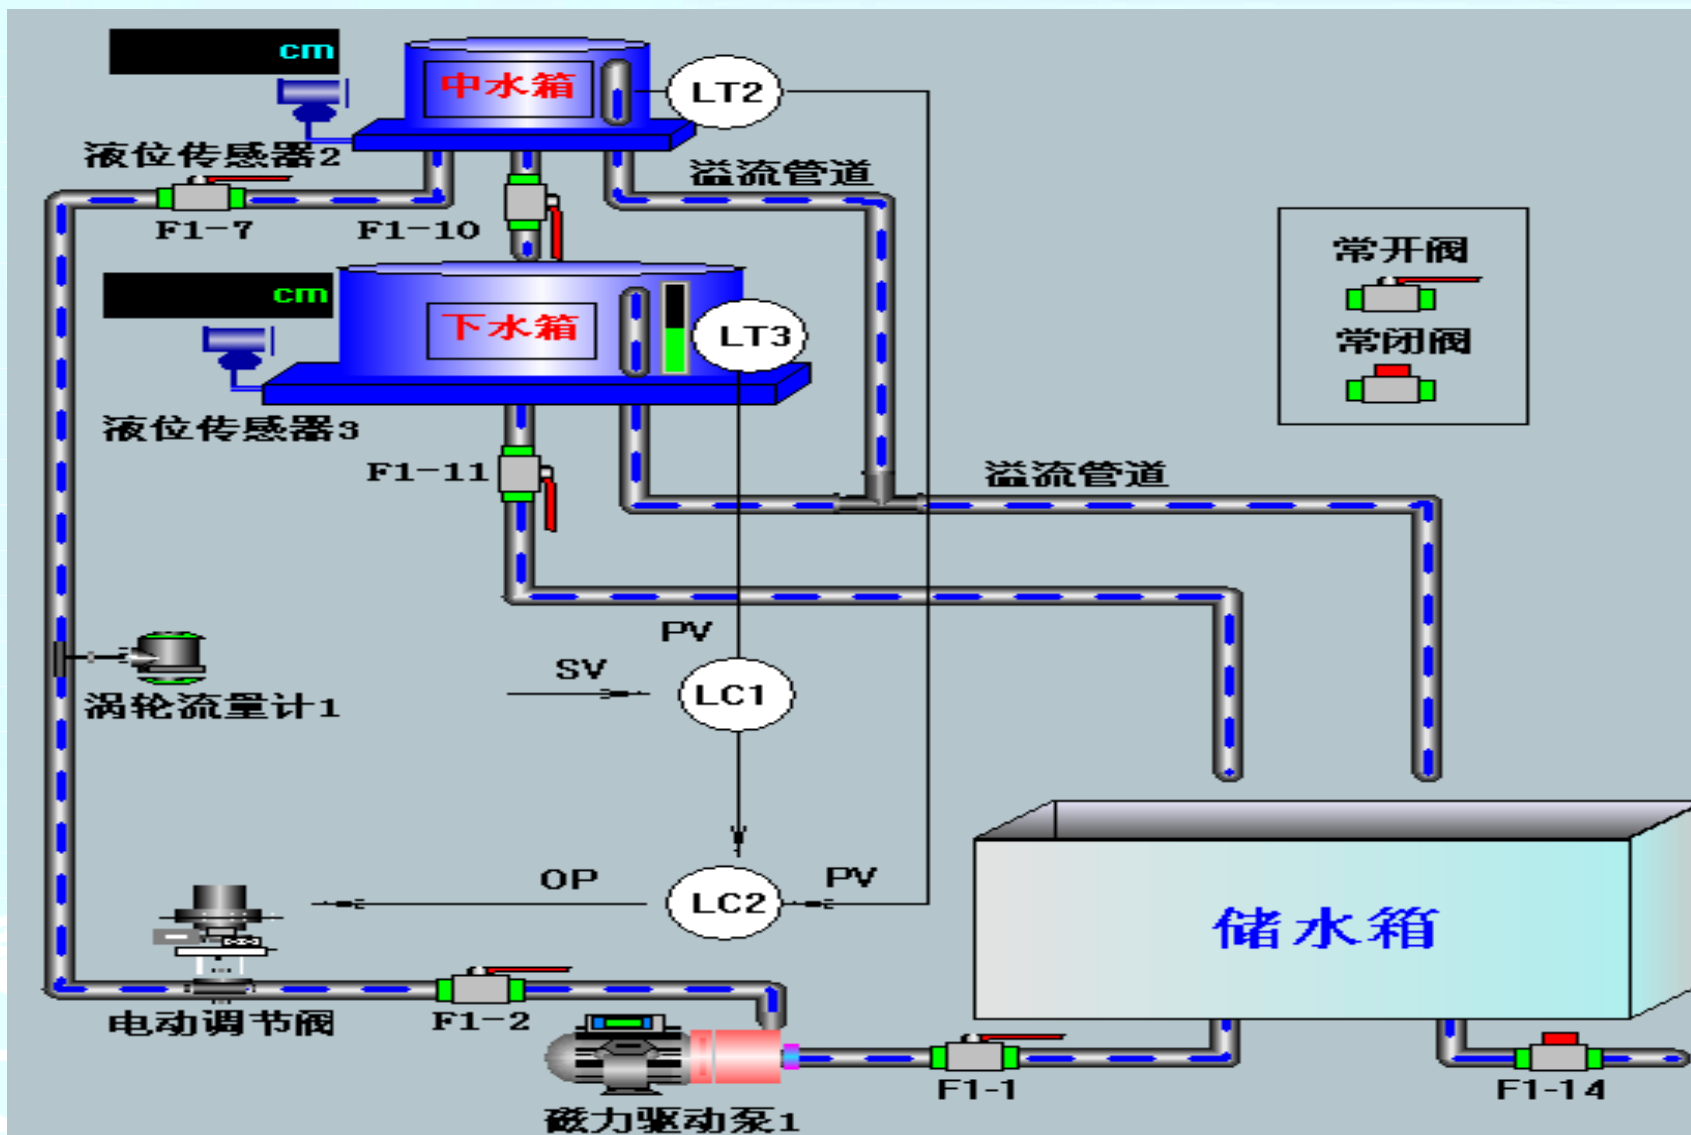 cm
中水箱
LT2
液位传感器2
溢流管道
F1-7
F1-10
常开阀
cm
下水箱
LT3
常闭阀
液位传感器3
F1-11
溢流管道
PV
SV
LC1
涡轮流量计1
OP
LC2
PV
储水箱
电动调节阀
F1-2
F1-1
F1-14
磁力驱动泵1